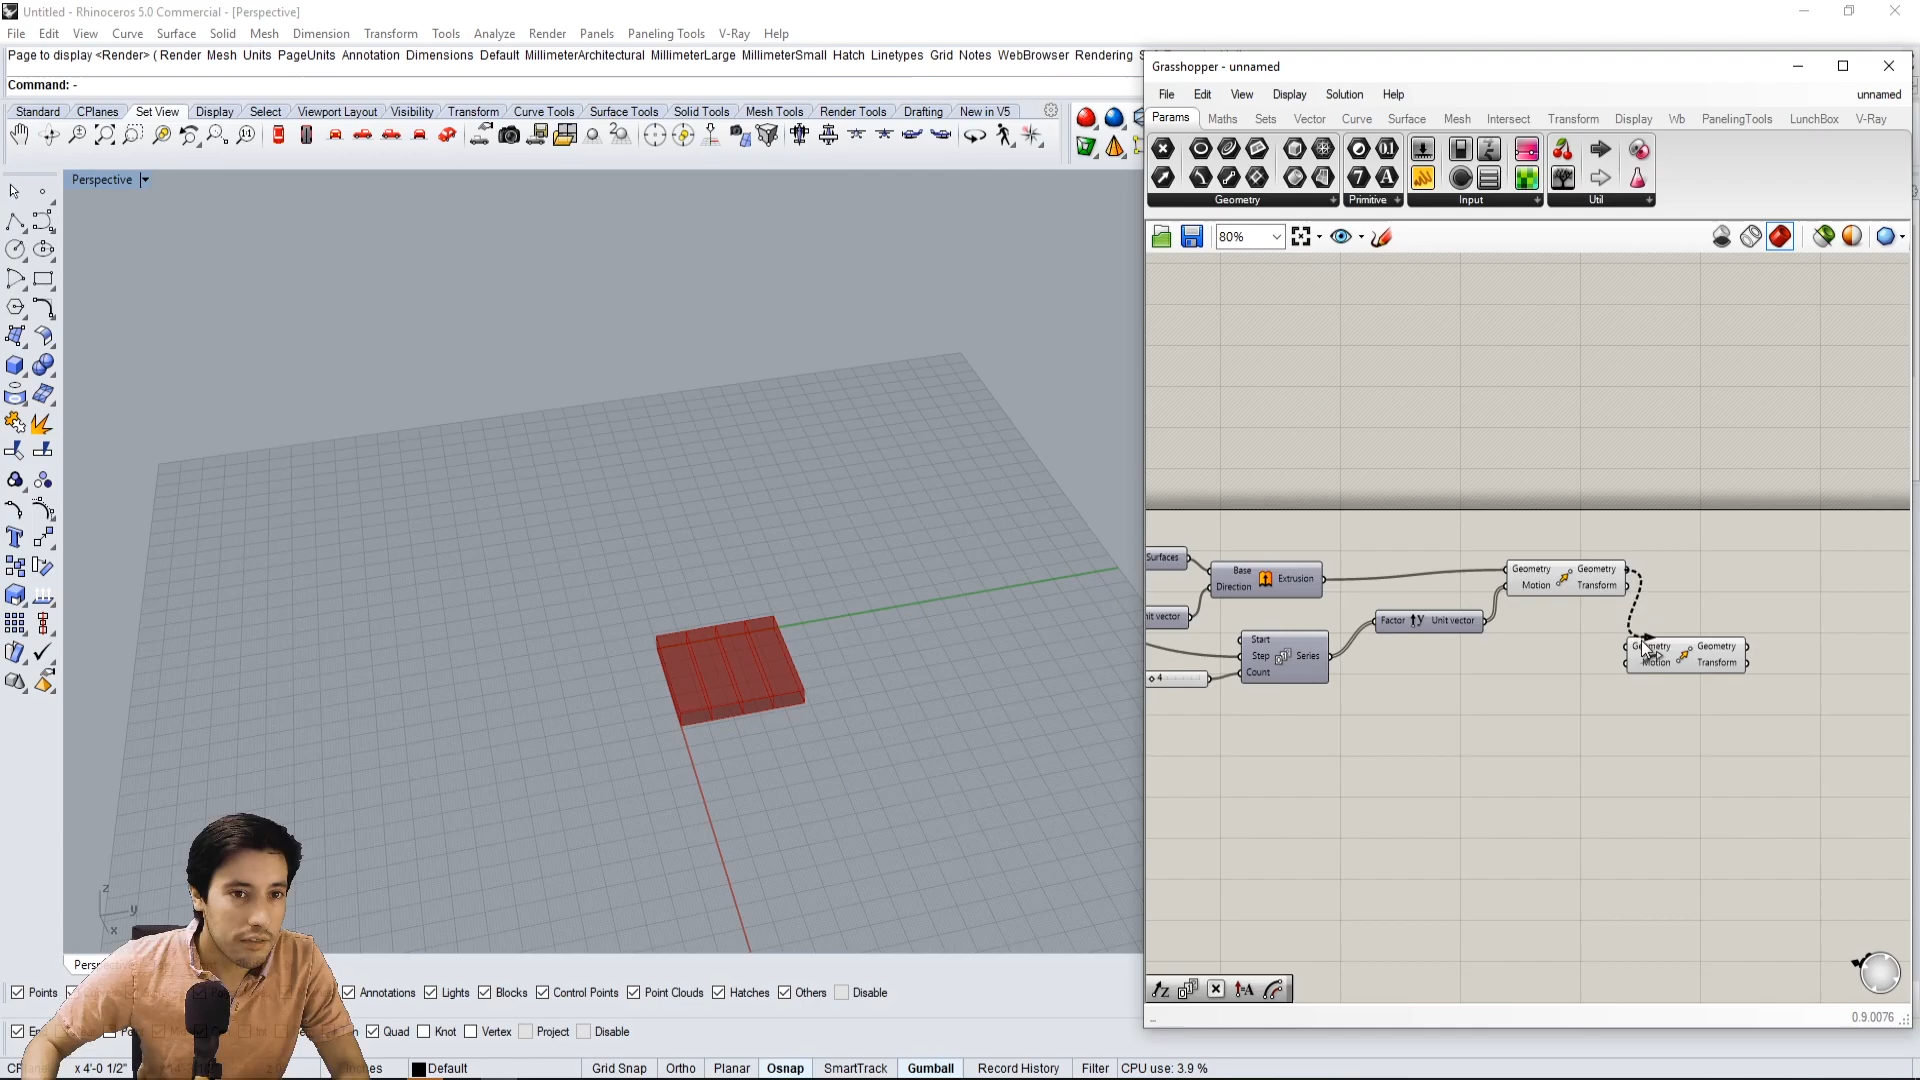 Untitled - Rhinoceros 5.0 Commercial - [Perspective]
File Edit View Curve Surface Solid Mesh Dimension Transform Tools Analyze Render Panels Paneling Tools V-Ray Help
Page to display <Render> ( Render Mesh Units PageUnits Annotation Dimensions Default MillimeterArchitectural MillimeterLarge MillimeterSmall Hatch Linetypes Grid Notes WebBrowser Rendering
Command: -
Standard CPlanes Set View Display Select Viewport Layout Visibility Transform Curve Tools Surface Tools Solid Tools Mesh Tools Render Tools Drafting New in V5
Perspective
Grasshopper - unnamed
File Edit View Display Solution Help unnamed
Params Maths Sets Vector Curve Surface Mesh Intersect Transform Display Wb PanelingTools LunchBox V-Ray
Geometry Primitive Input Util
80%
Surfaces
Base
Direction
Extrusion
Geometry
Motion
Geometry
Transform
Factor Unit vector
Start
Step
Count
Series
4
Geometry
Motion
Geometry
Transform
z
y
x
0.9.0076
Points Annotations Lights Blocks Control Points Point Clouds Hatches Others Disable
Quad Knot Vertex Project Disable
x 4'-0 1/2" Default Grid Snap Ortho Planar Osnap SmartTrack Gumball Record History Filter CPU use: 3.9 %